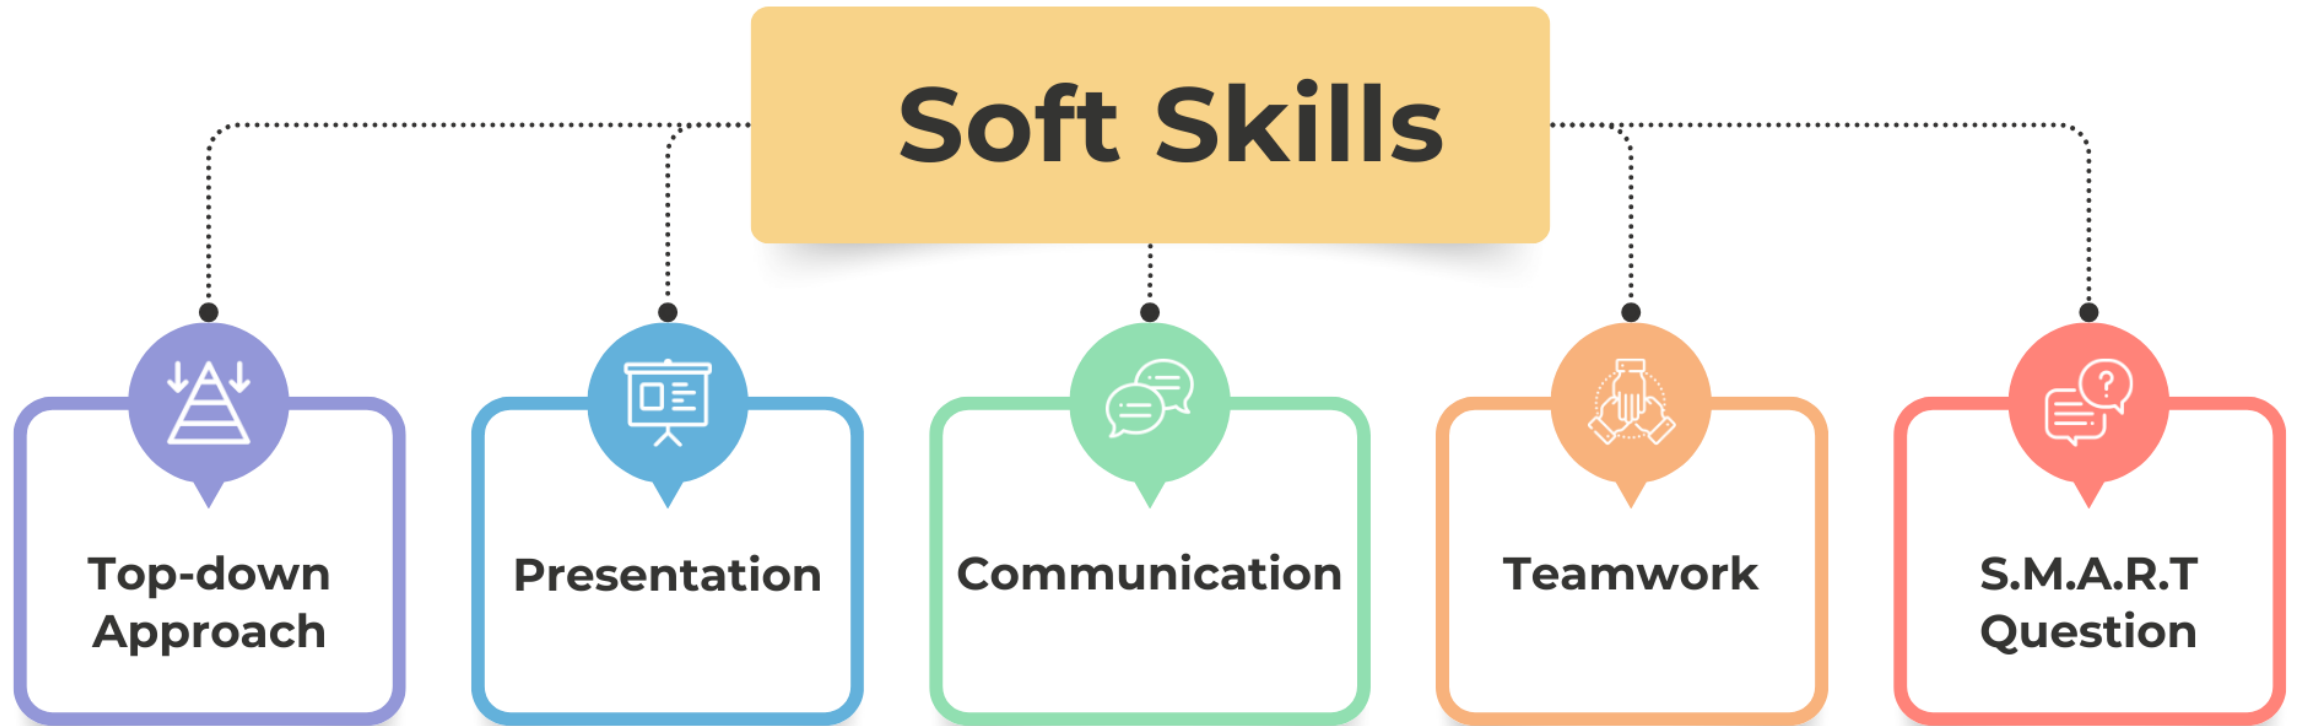 Soft Skills
Top-down
Approach
Presentation
Communication
Teamwork
S.M.A.R.T
Question
?